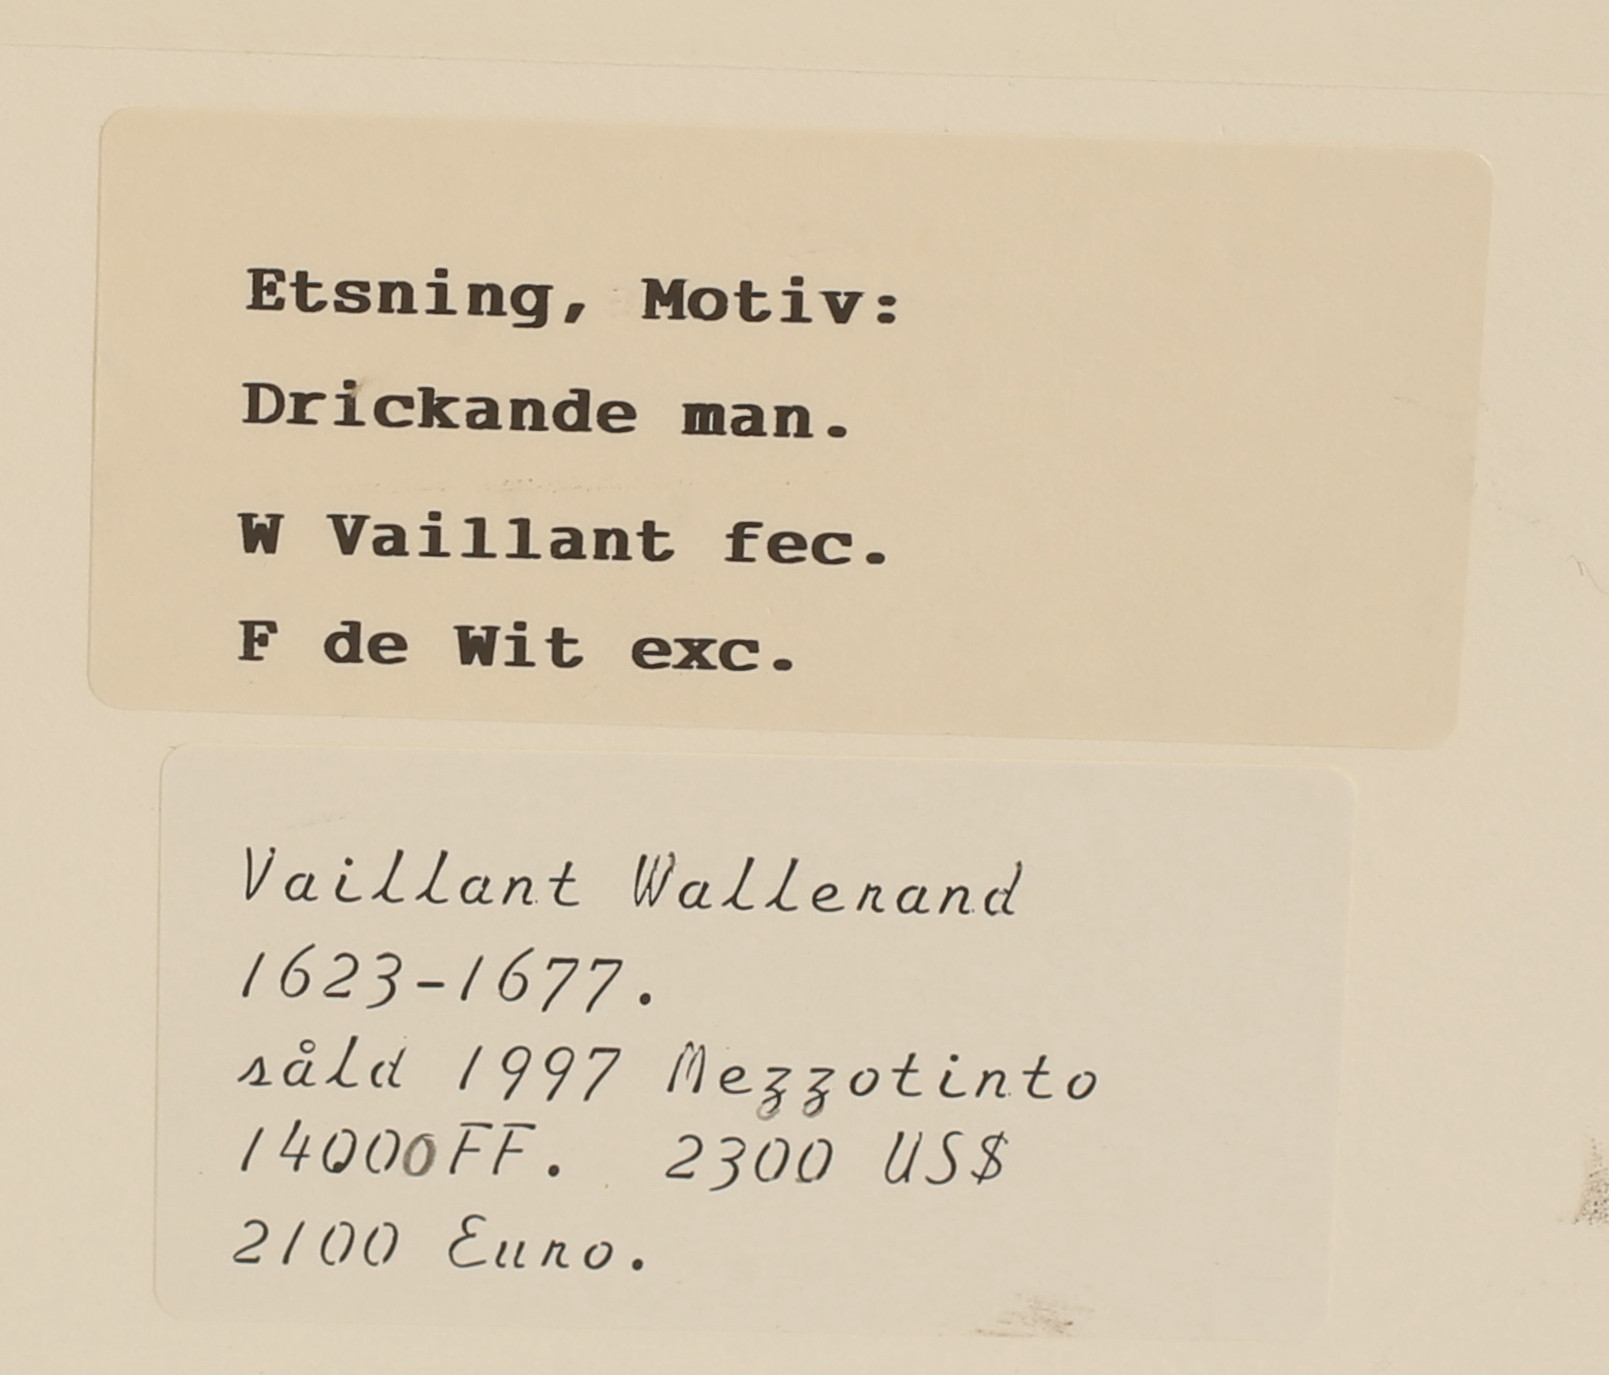 Etsning, Motiv:
Drickande man.
W Vaillant fec.
F de Wit exc.
Vaillant Wallerand
1623-1677.
såld 1997 Mezzotinto
14000FF. 2300 US$
2100 Euro.